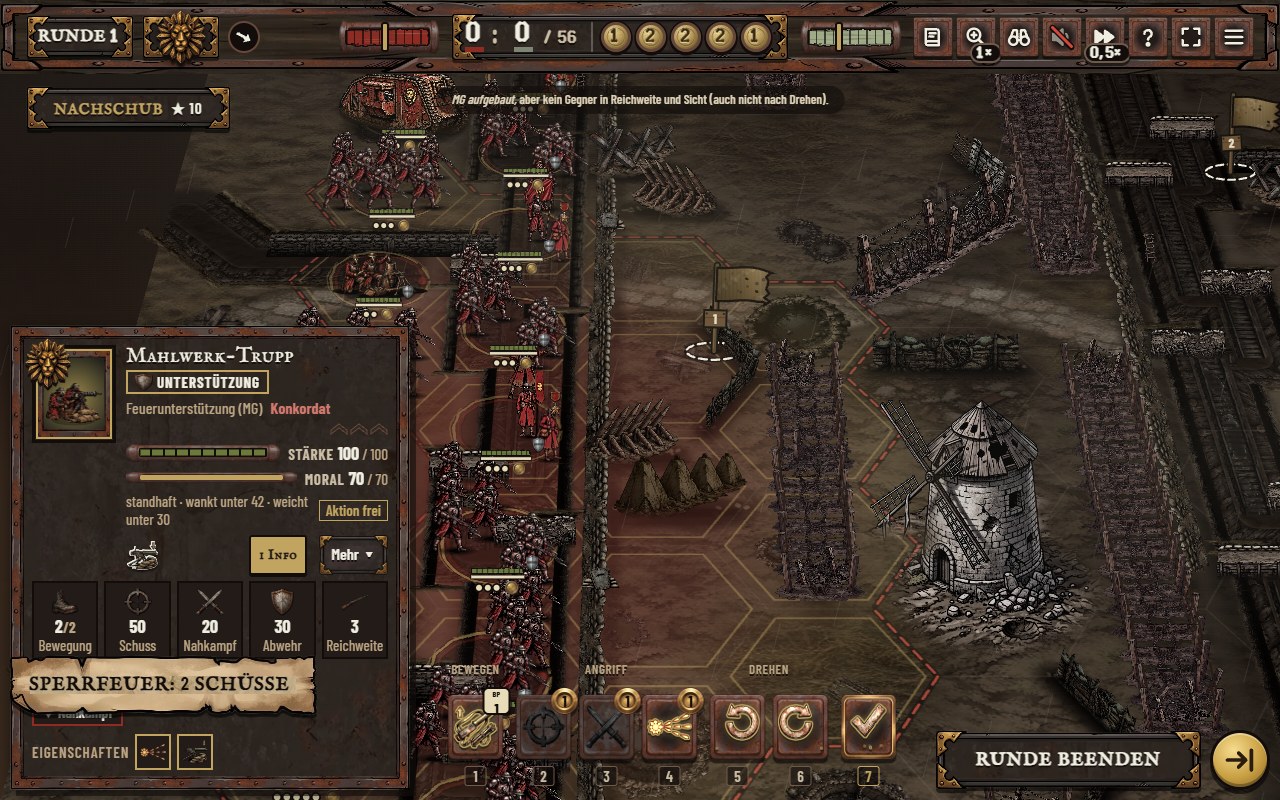 RUNDE 1
0 : 0 / 56
1 2 2 2 1
1×
0,5×
?
NACHSCHUB ★ 10
MG aufgebaut, aber kein Gegner in Reichweite und Sicht (auch nicht nach Drehen).
2
1
Mahlwerk-Trupp
UNTERSTÜTZUNG
Feuerunterstützung (MG) Konkordat
STÄRKE 100 / 100
MORAL 70 / 70
standhaft · wankt unter 42 · weicht
unter 30
Aktion frei
1 Info
Mehr
2/2 50 20 30 3
Bewegung Schuss Nahkampf Abwehr Reichweite
SPERRFEUER: 2 SCHÜSSE
EIGENSCHAFTEN
BEWEGEN ANGRIFF DREHEN
BP
1 1 1 1
1 2 3 4 5 6 7
RUNDE BEENDEN